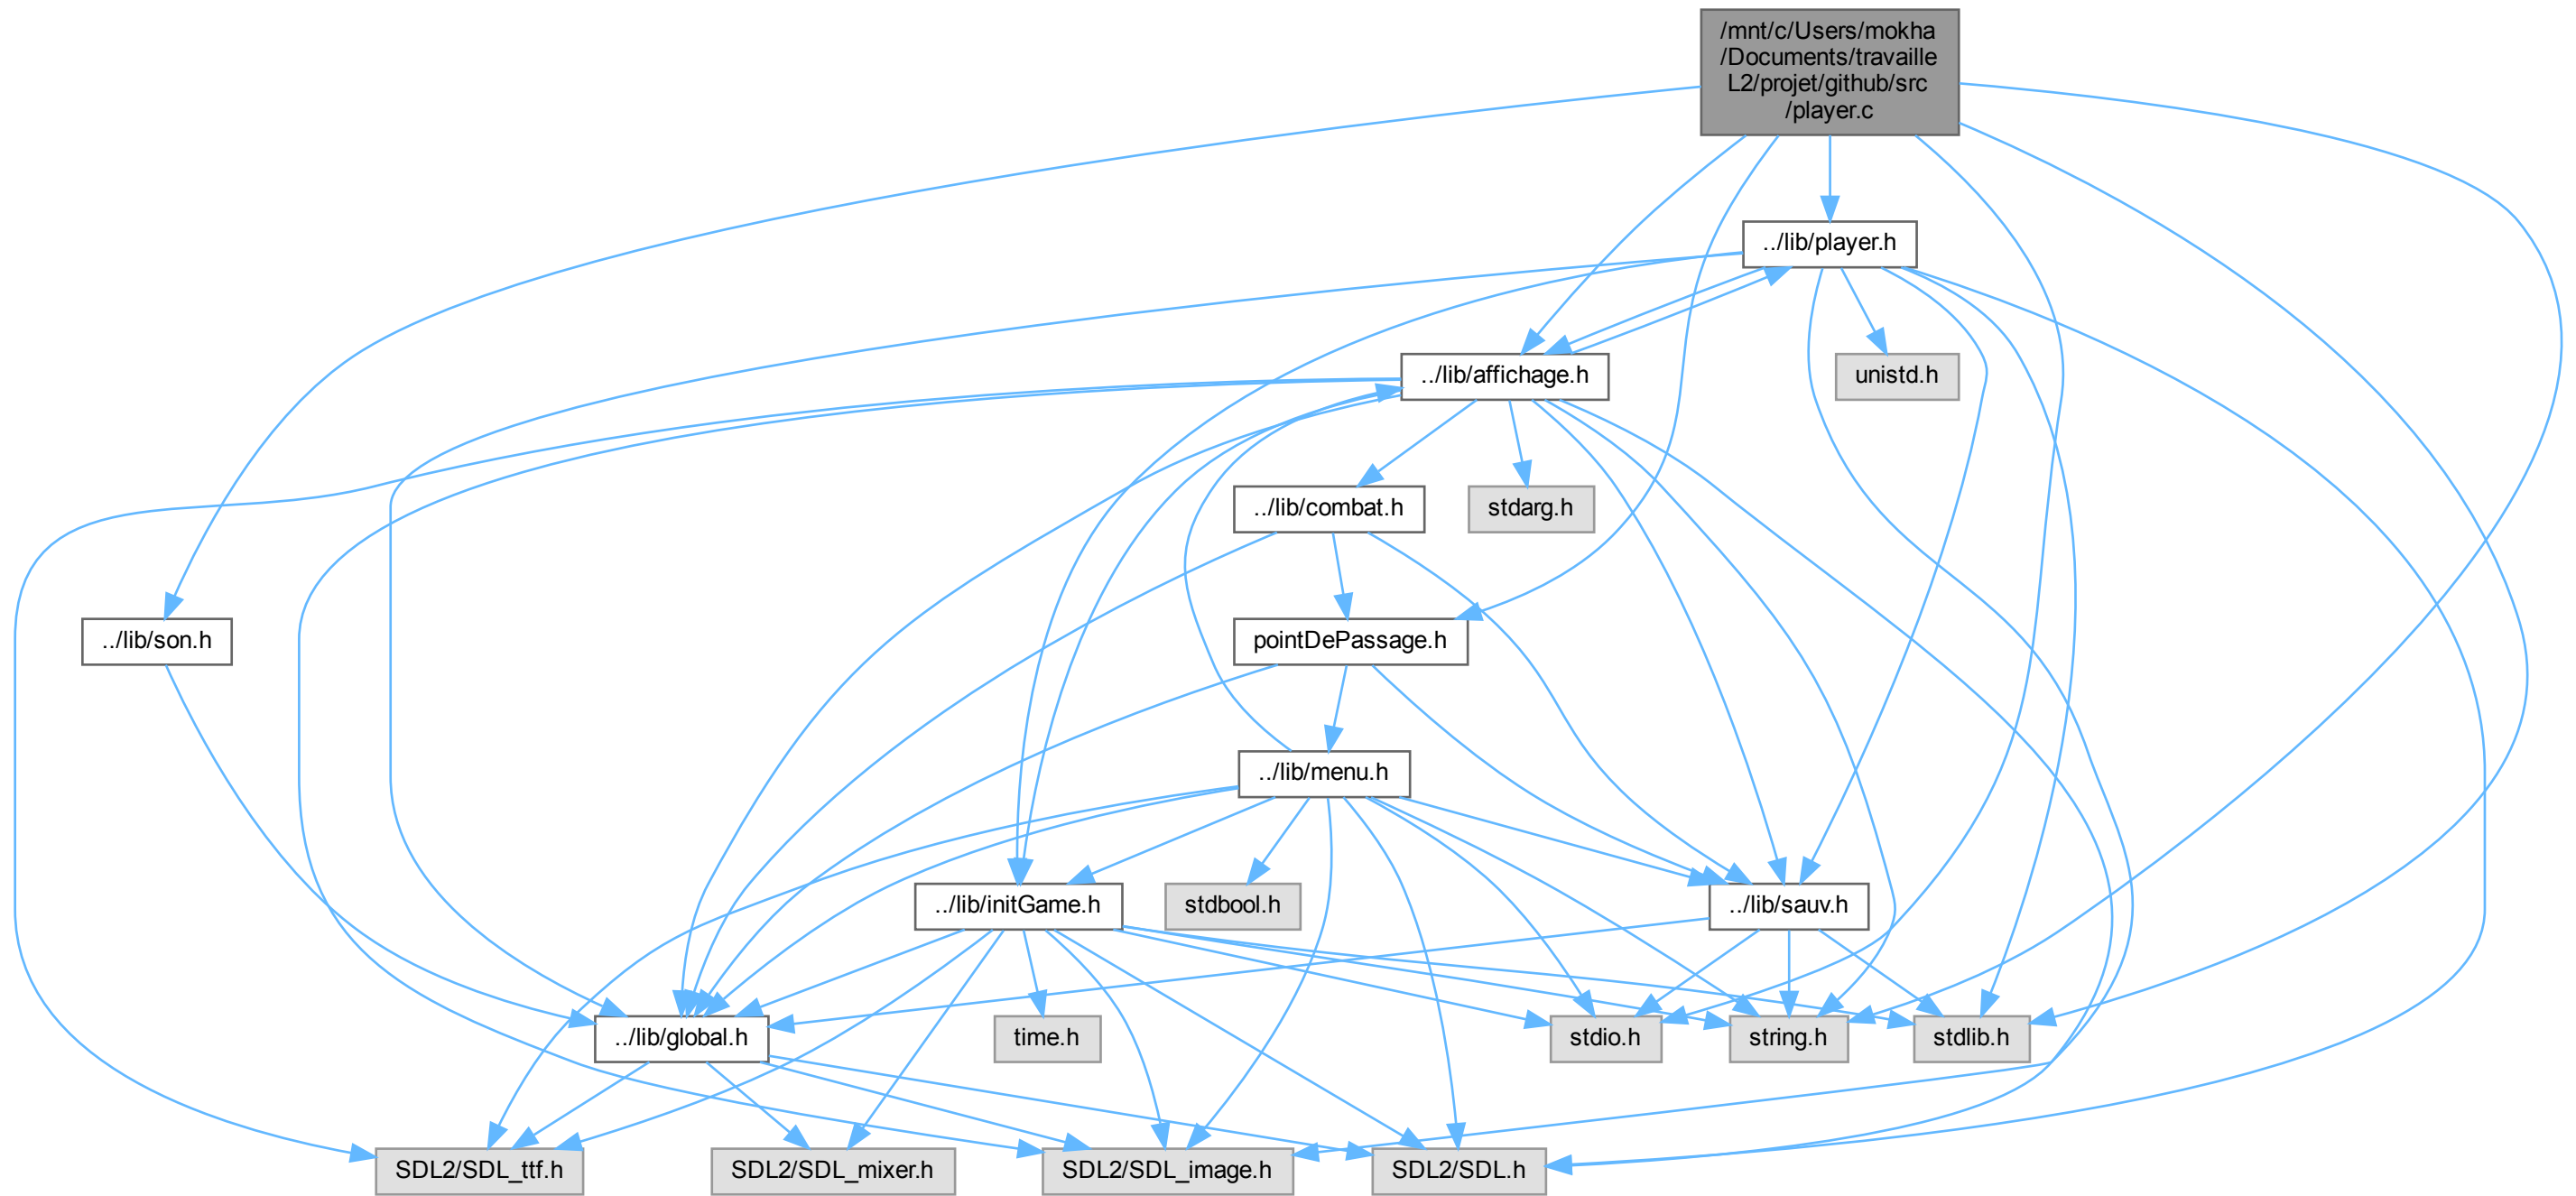 /mnt/c/Users/mokha
/Documents/travaille
L2/projet/github/src
/player.c
../lib/player.h
../lib/affichage.h
unistd.h
../lib/combat.h
stdarg.h
../lib/son.h
pointDePassage.h
../lib/menu.h
../lib/initGame.h
stdbool.h
../lib/sauv.h
../lib/global.h
time.h
stdio.h
string.h
stdlib.h
SDL2/SDL_ttf.h
SDL2/SDL_mixer.h
SDL2/SDL_image.h
SDL2/SDL.h